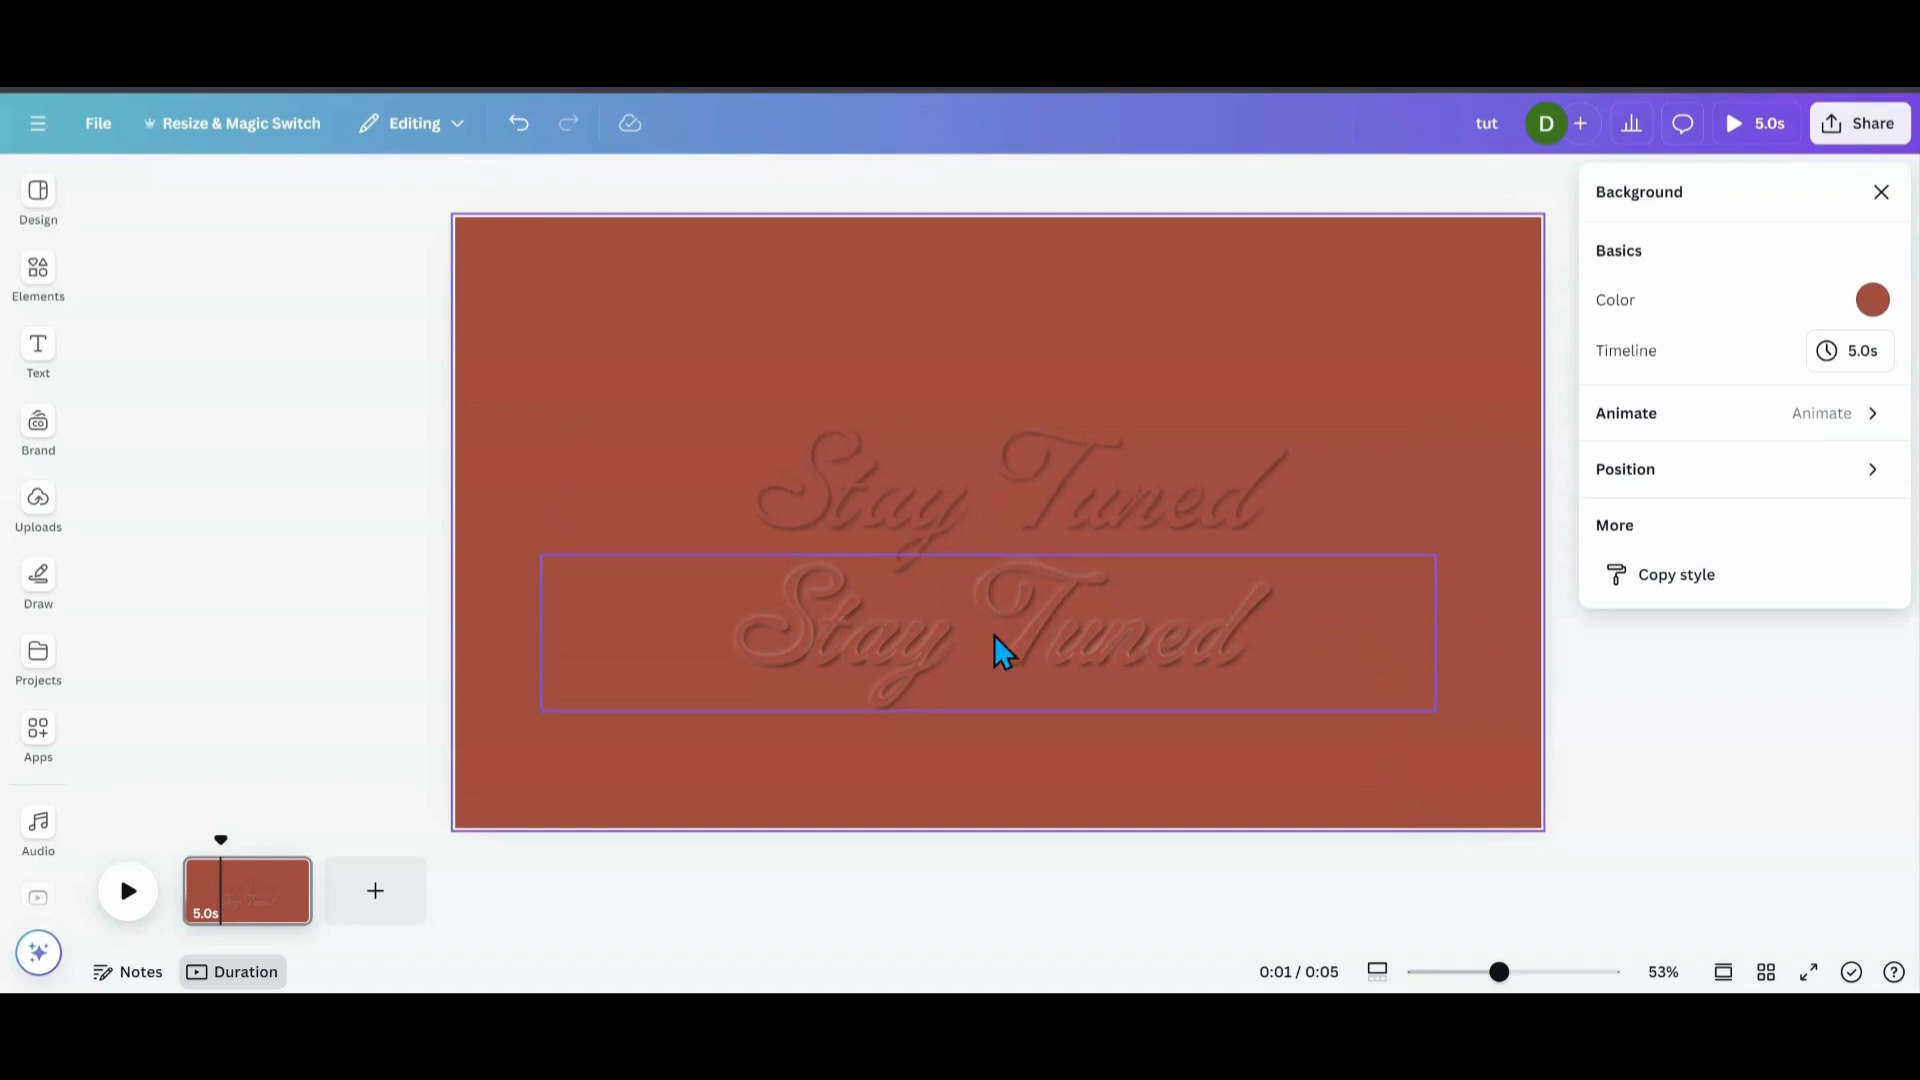 File
Resize & Magic Switch
Editing
tut
D
5.0s
Share
Design
Elements
Text
Brand
Uploads
Draw
Projects
Apps
Audio
Stay Tuned
Stay Tuned
Background
Basics
Color
Timeline
5.0s
Animate
Animate
Position
More
Copy style
5.0s
Notes
Duration
0:01 / 0:05
53%